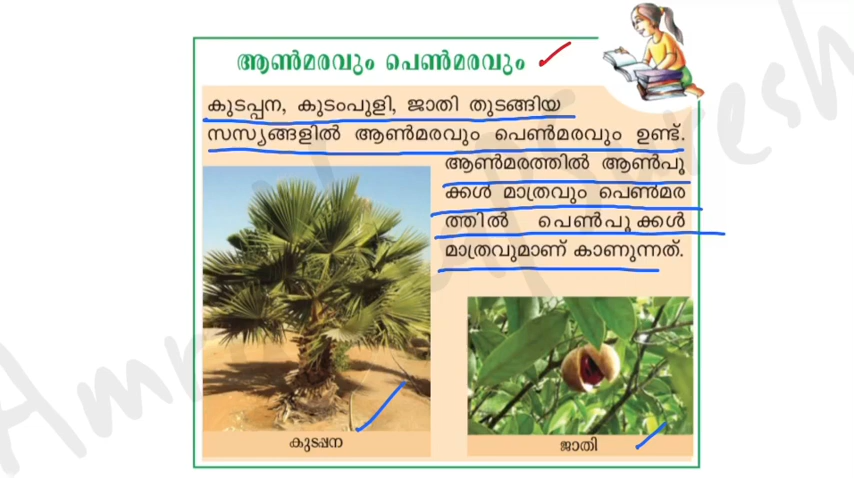 ആൺമരവും പെൺമരവും
കുടപ്പന, കുടംപുളി, ജാതി തുടങ്ങിയ
സസ്യങ്ങളിൽ ആൺമരവും പെൺമരവും ഉണ്ട്.
ആൺമരത്തിൽ ആൺപൂ
ക്കൾ മാത്രവും പെൺമര
ത്തിൽ പെൺപൂക്കൾ
മാത്രവുമാണ് കാണുന്നത്.
കുടപ്പന
ജാതി